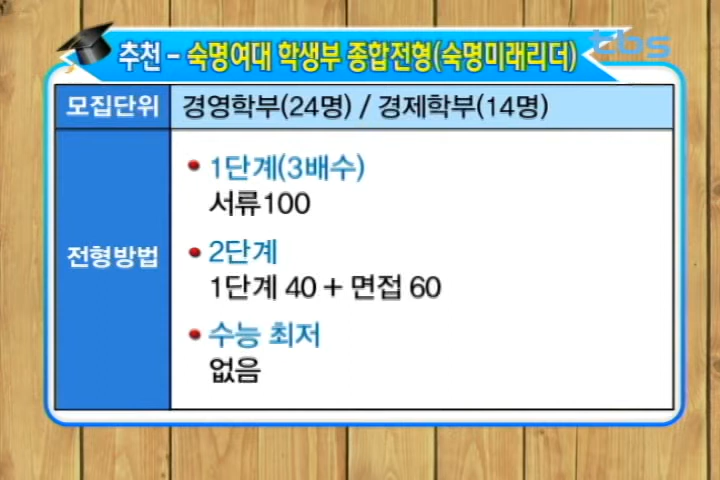 추천 - 숙명여대 학생부 종합전형(숙명미래리더)
tbs
모집단위
경영학부(24명) / 경제학부(14명)
전형방법
• 1단계(3배수)
서류100
• 2단계
1단계 40 + 면접 60
• 수능 최저
없음